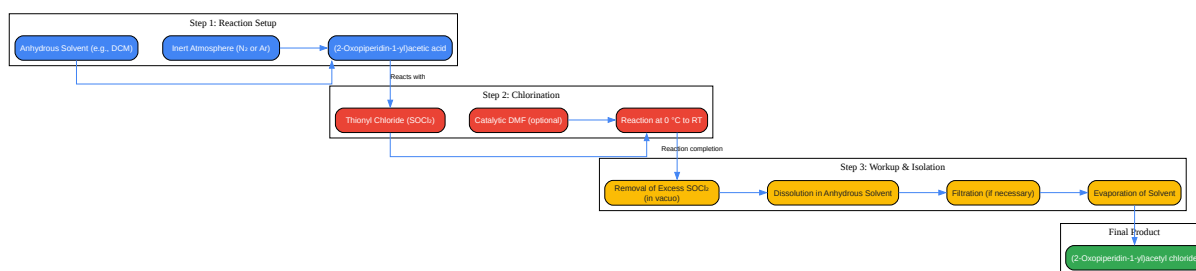 Step 1: Reaction Setup
Anhydrous Solvent (e.g., DCM)
Inert Atmosphere (N₂ or Ar)
(2-Oxopiperidin-1-yl)acetic acid
Reacts with
Step 2: Chlorination
Thionyl Chloride (SOCl₂)
Catalytic DMF (optional)
Reaction at 0 °C to RT
Reaction completion
Step 3: Workup & Isolation
Removal of Excess SOCl₂
(in vacuo)
Dissolution in Anhydrous Solvent
Filtration (if necessary)
Evaporation of Solvent
Final Product
(2-Oxopiperidin-1-yl)acetyl chloride